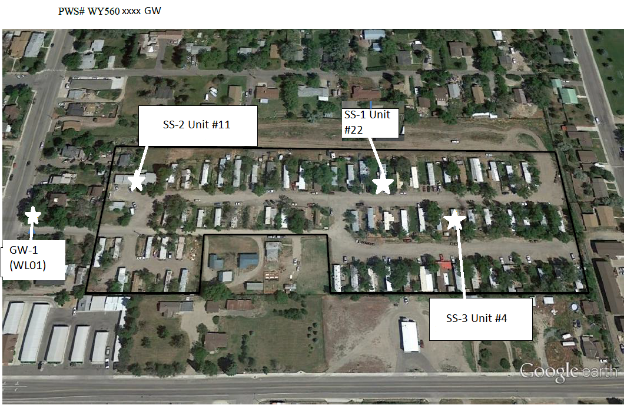 PWS# WY560 xxxx GW
SS-2 Unit #11
SS-1 Unit
#22
GW-1
(WL01)
SS-3 Unit #4
Google earth